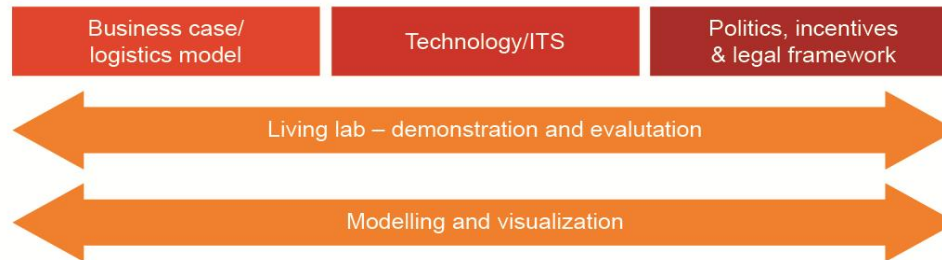 Business case/
logistics model
Technology/ITS
Politics, incentives
& legal framework
Living lab – demonstration and evalutation
Modelling and visualization